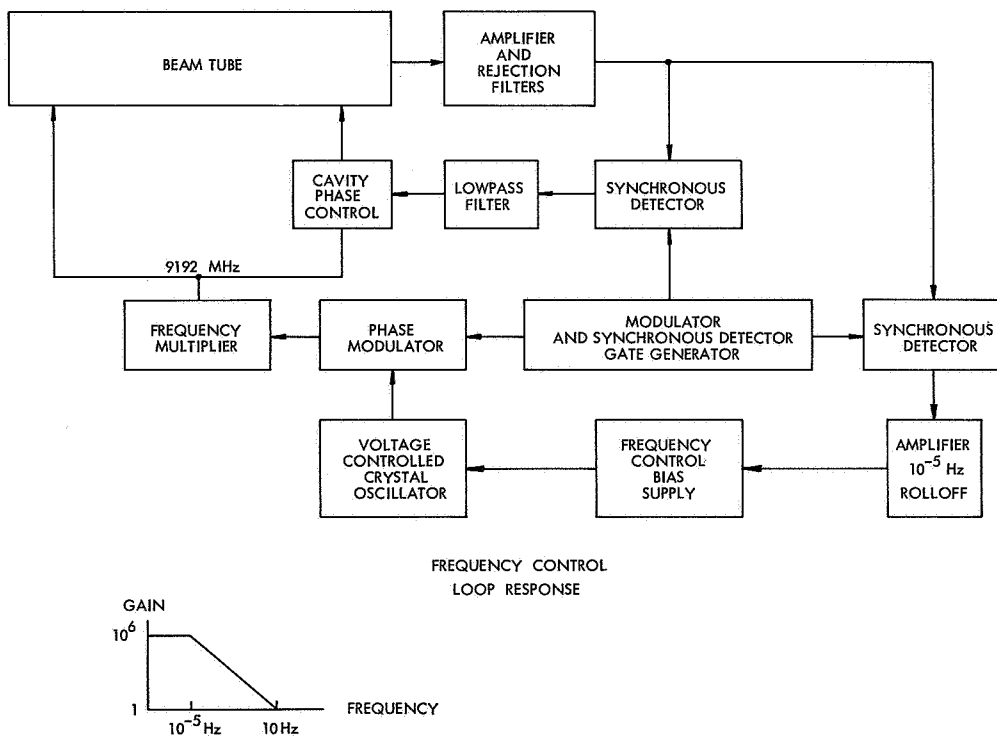 BEAM TUBE
AMPLIFIER
AND
REJECTION
FILTERS
CAVITY
PHASE
CONTROL
LOWPASS
FILTER
SYNCHRONOUS
DETECTOR
9192 MHz
FREQUENCY
MULTIPLIER
PHASE
MODULATOR
MODULATOR
AND SYNCHRONOUS DETECTOR
GATE GENERATOR
SYNCHRONOUS
DETECTOR
VOLTAGE
CONTROLLED
CRYSTAL
OSCILLATOR
FREQUENCY
CONTROL
BIAS
SUPPLY
AMPLIFIER
10⁻⁵ Hz
ROLLOFF
FREQUENCY CONTROL
LOOP RESPONSE
GAIN
10⁶
1
FREQUENCY
10⁻⁵ Hz
10 Hz